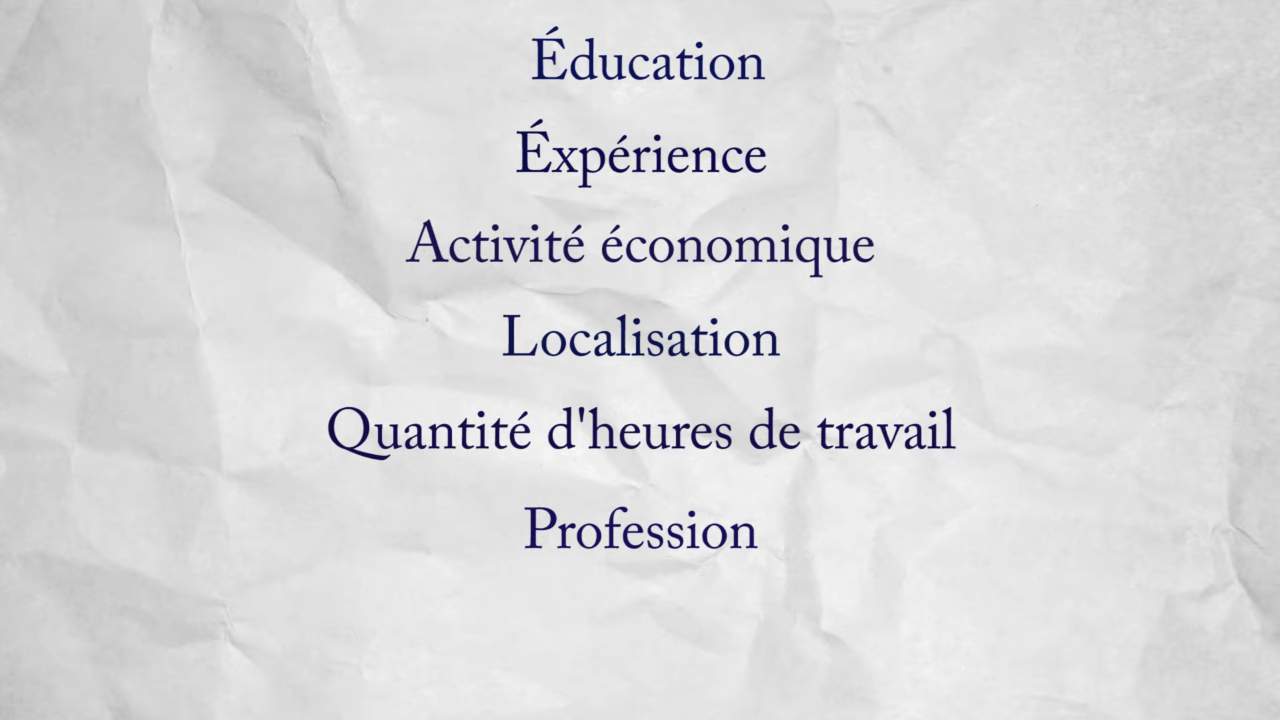 Éducation
Éxpérience
Activité économique
Localisation
Quantité d'heures de travail
Profession